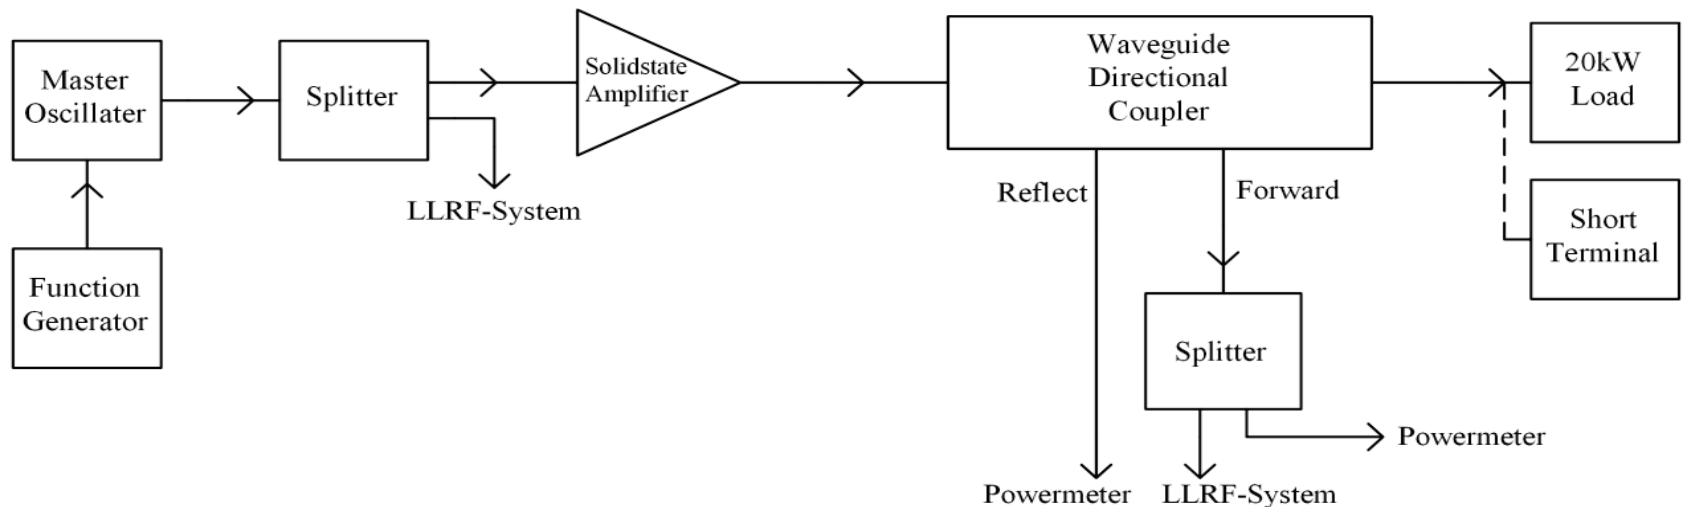 Master
Oscillater
Splitter
Solidstate
Amplifier
Waveguide
Directional
Coupler
20kW
Load
LLRF-System
Reflect
Forward
Short
Terminal
Function
Generator
Splitter
Powermeter
Powermeter
LLRF-System